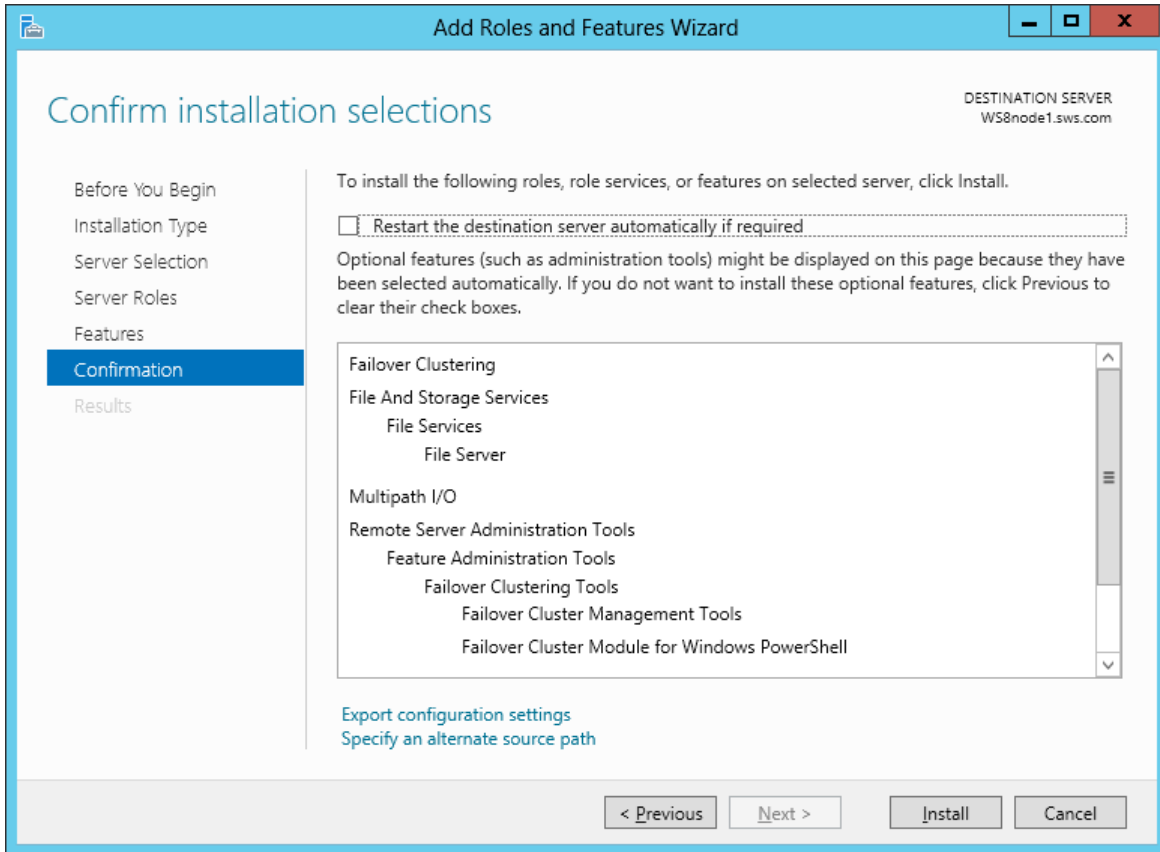 Add Roles and Features Wizard
Confirm installation selections
DESTINATION SERVER
WS8node1.sws.com
Before You Begin
Installation Type
Server Selection
Server Roles
Features
Confirmation
Results
To install the following roles, role services, or features on selected server, click Install.
Restart the destination server automatically if required
Optional features (such as administration tools) might be displayed on this page because they have
been selected automatically. If you do not want to install these optional features, click Previous to
clear their check boxes.
Failover Clustering
File And Storage Services
File Services
File Server
Multipath I/O
Remote Server Administration Tools
Feature Administration Tools
Failover Clustering Tools
Failover Cluster Management Tools
Failover Cluster Module for Windows PowerShell
Export configuration settings
Specify an alternate source path
< Previous
Next >
Install
Cancel